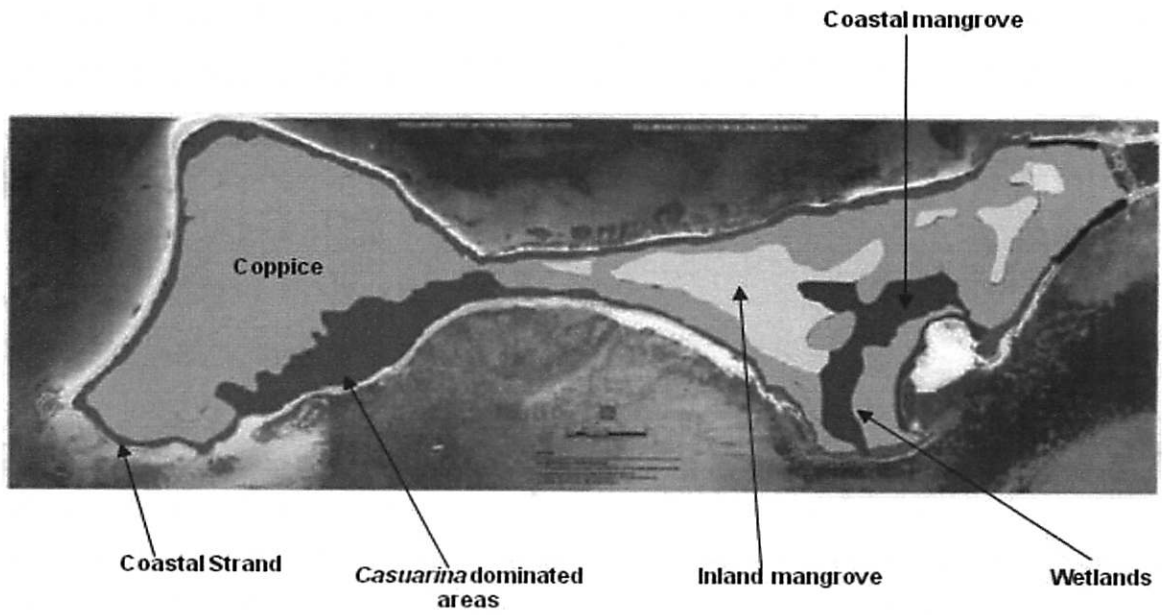 Coastal mangrove
Coppice
Coastal Strand
Casuarina dominated
areas
Inland mangrove
Wetlands